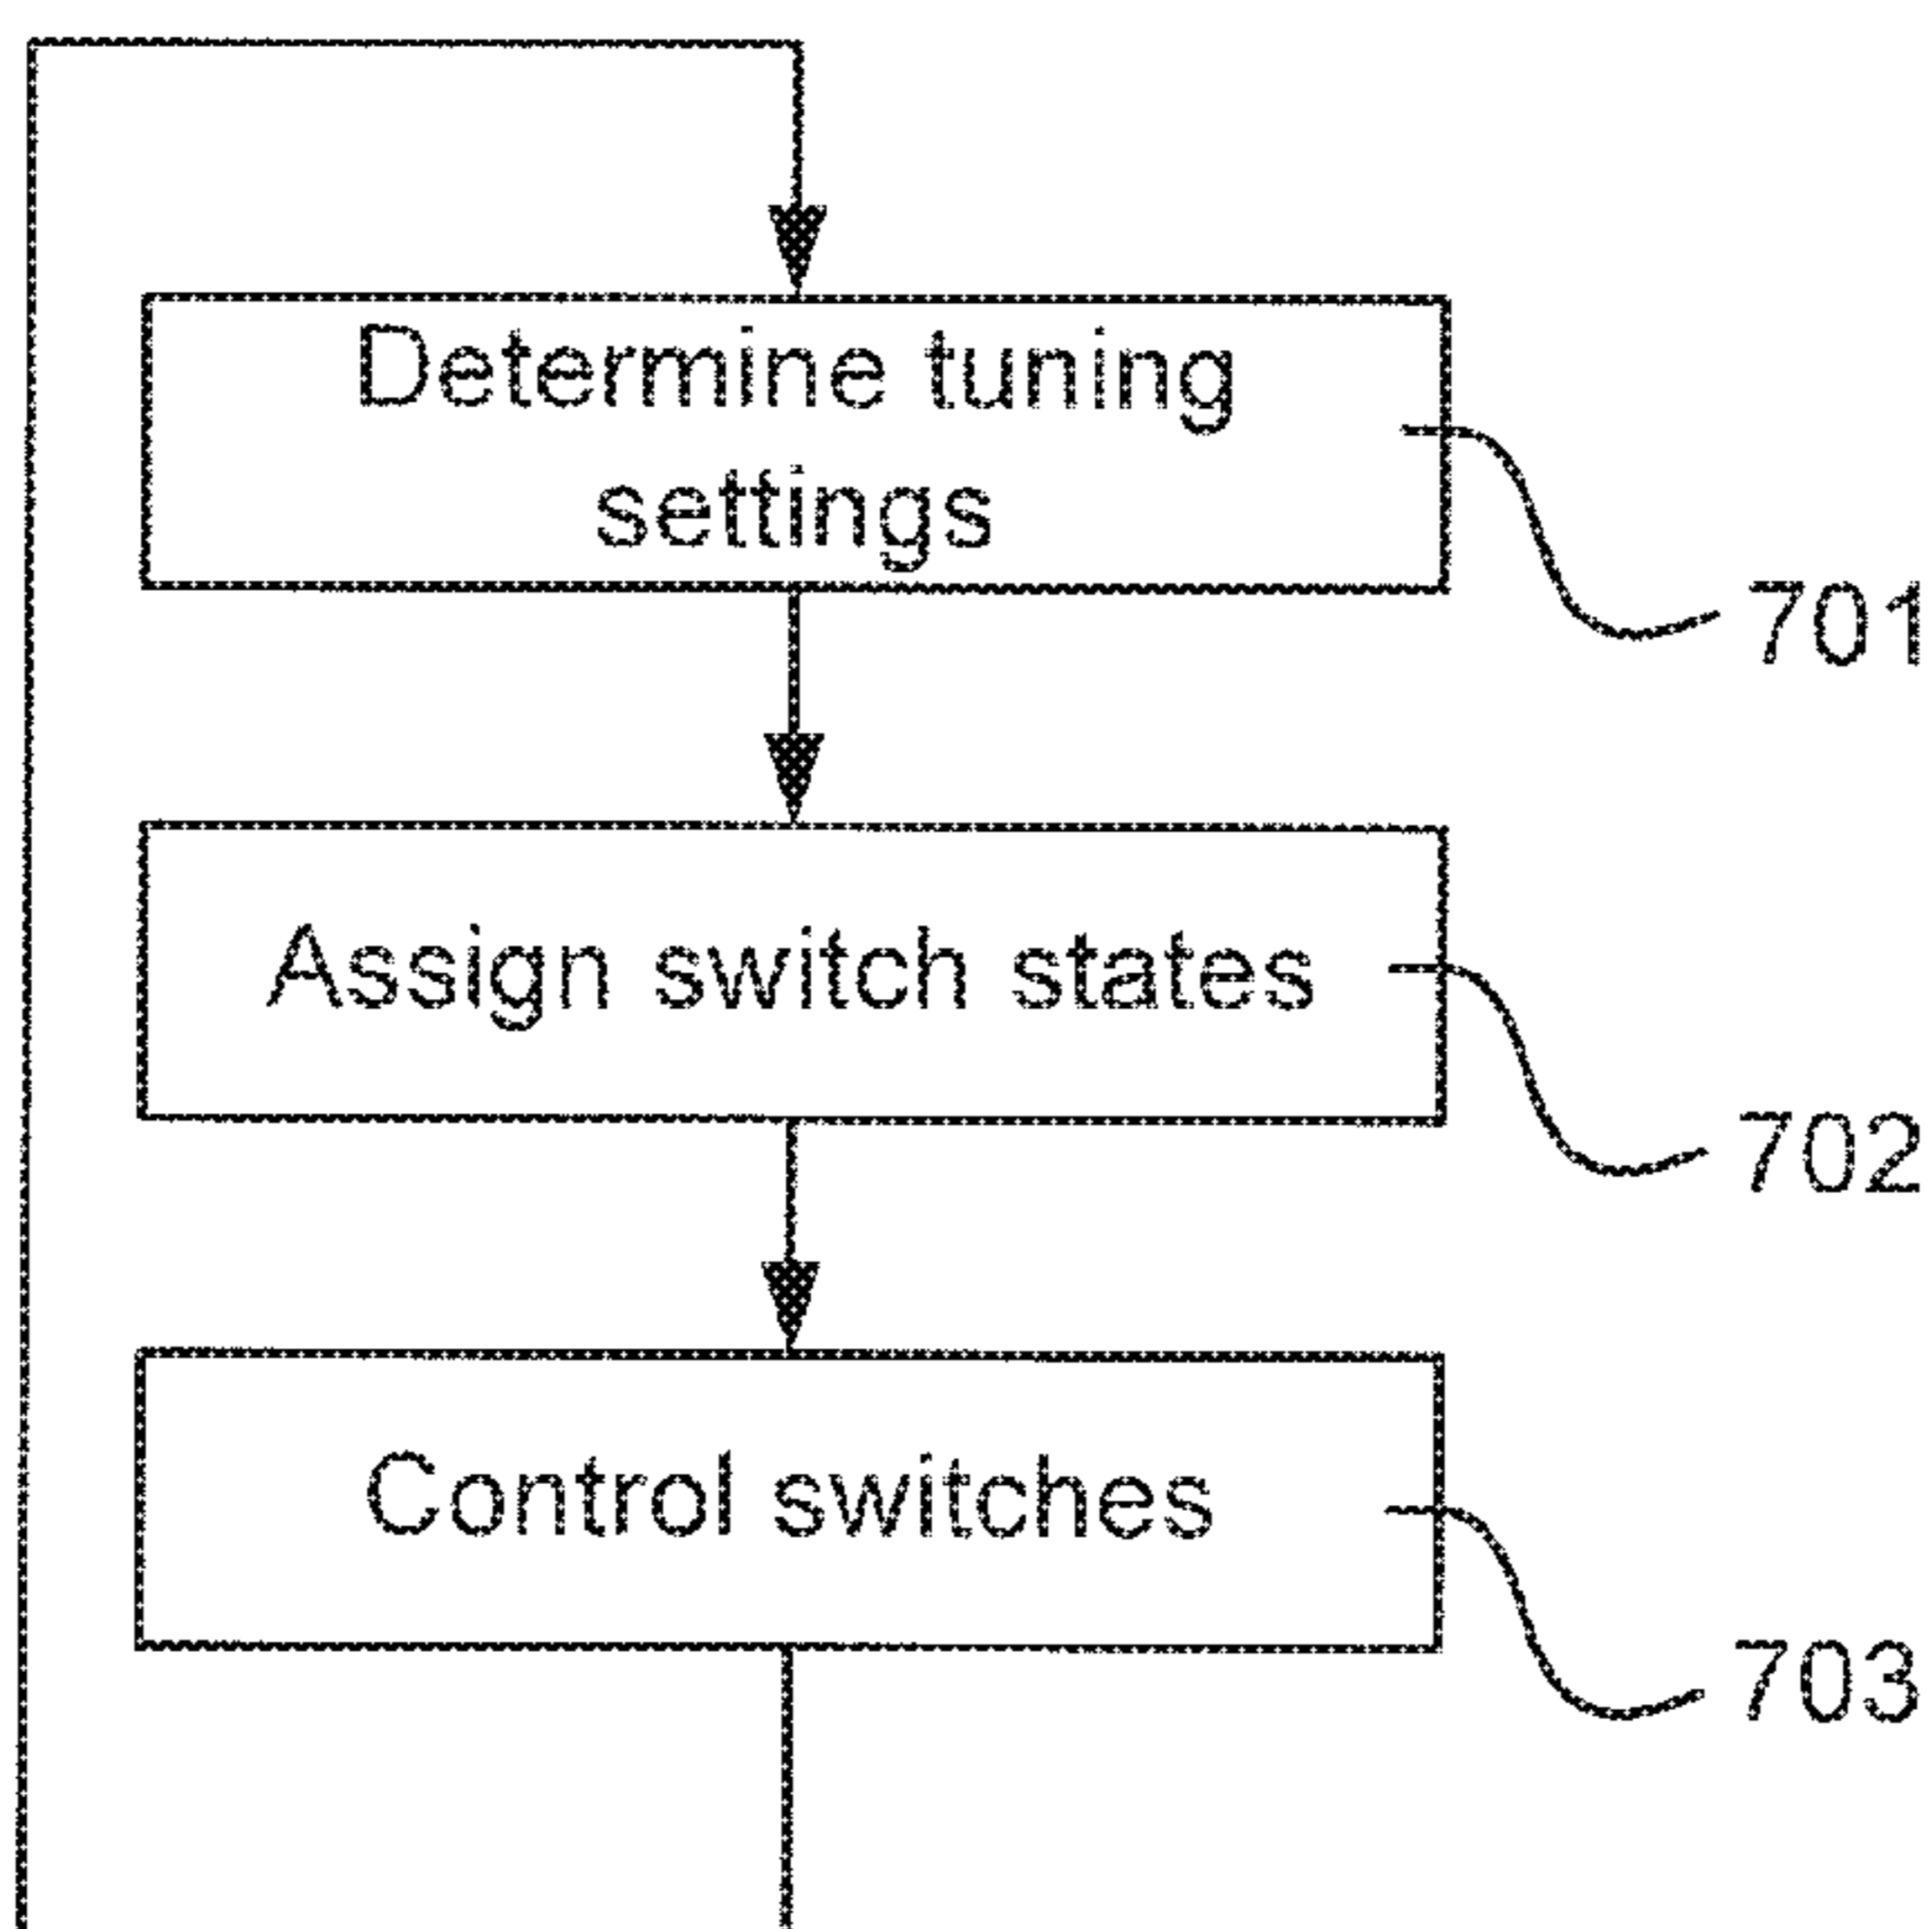 Determine tuning
settings
701
Assign switch states
702
Control switches
703